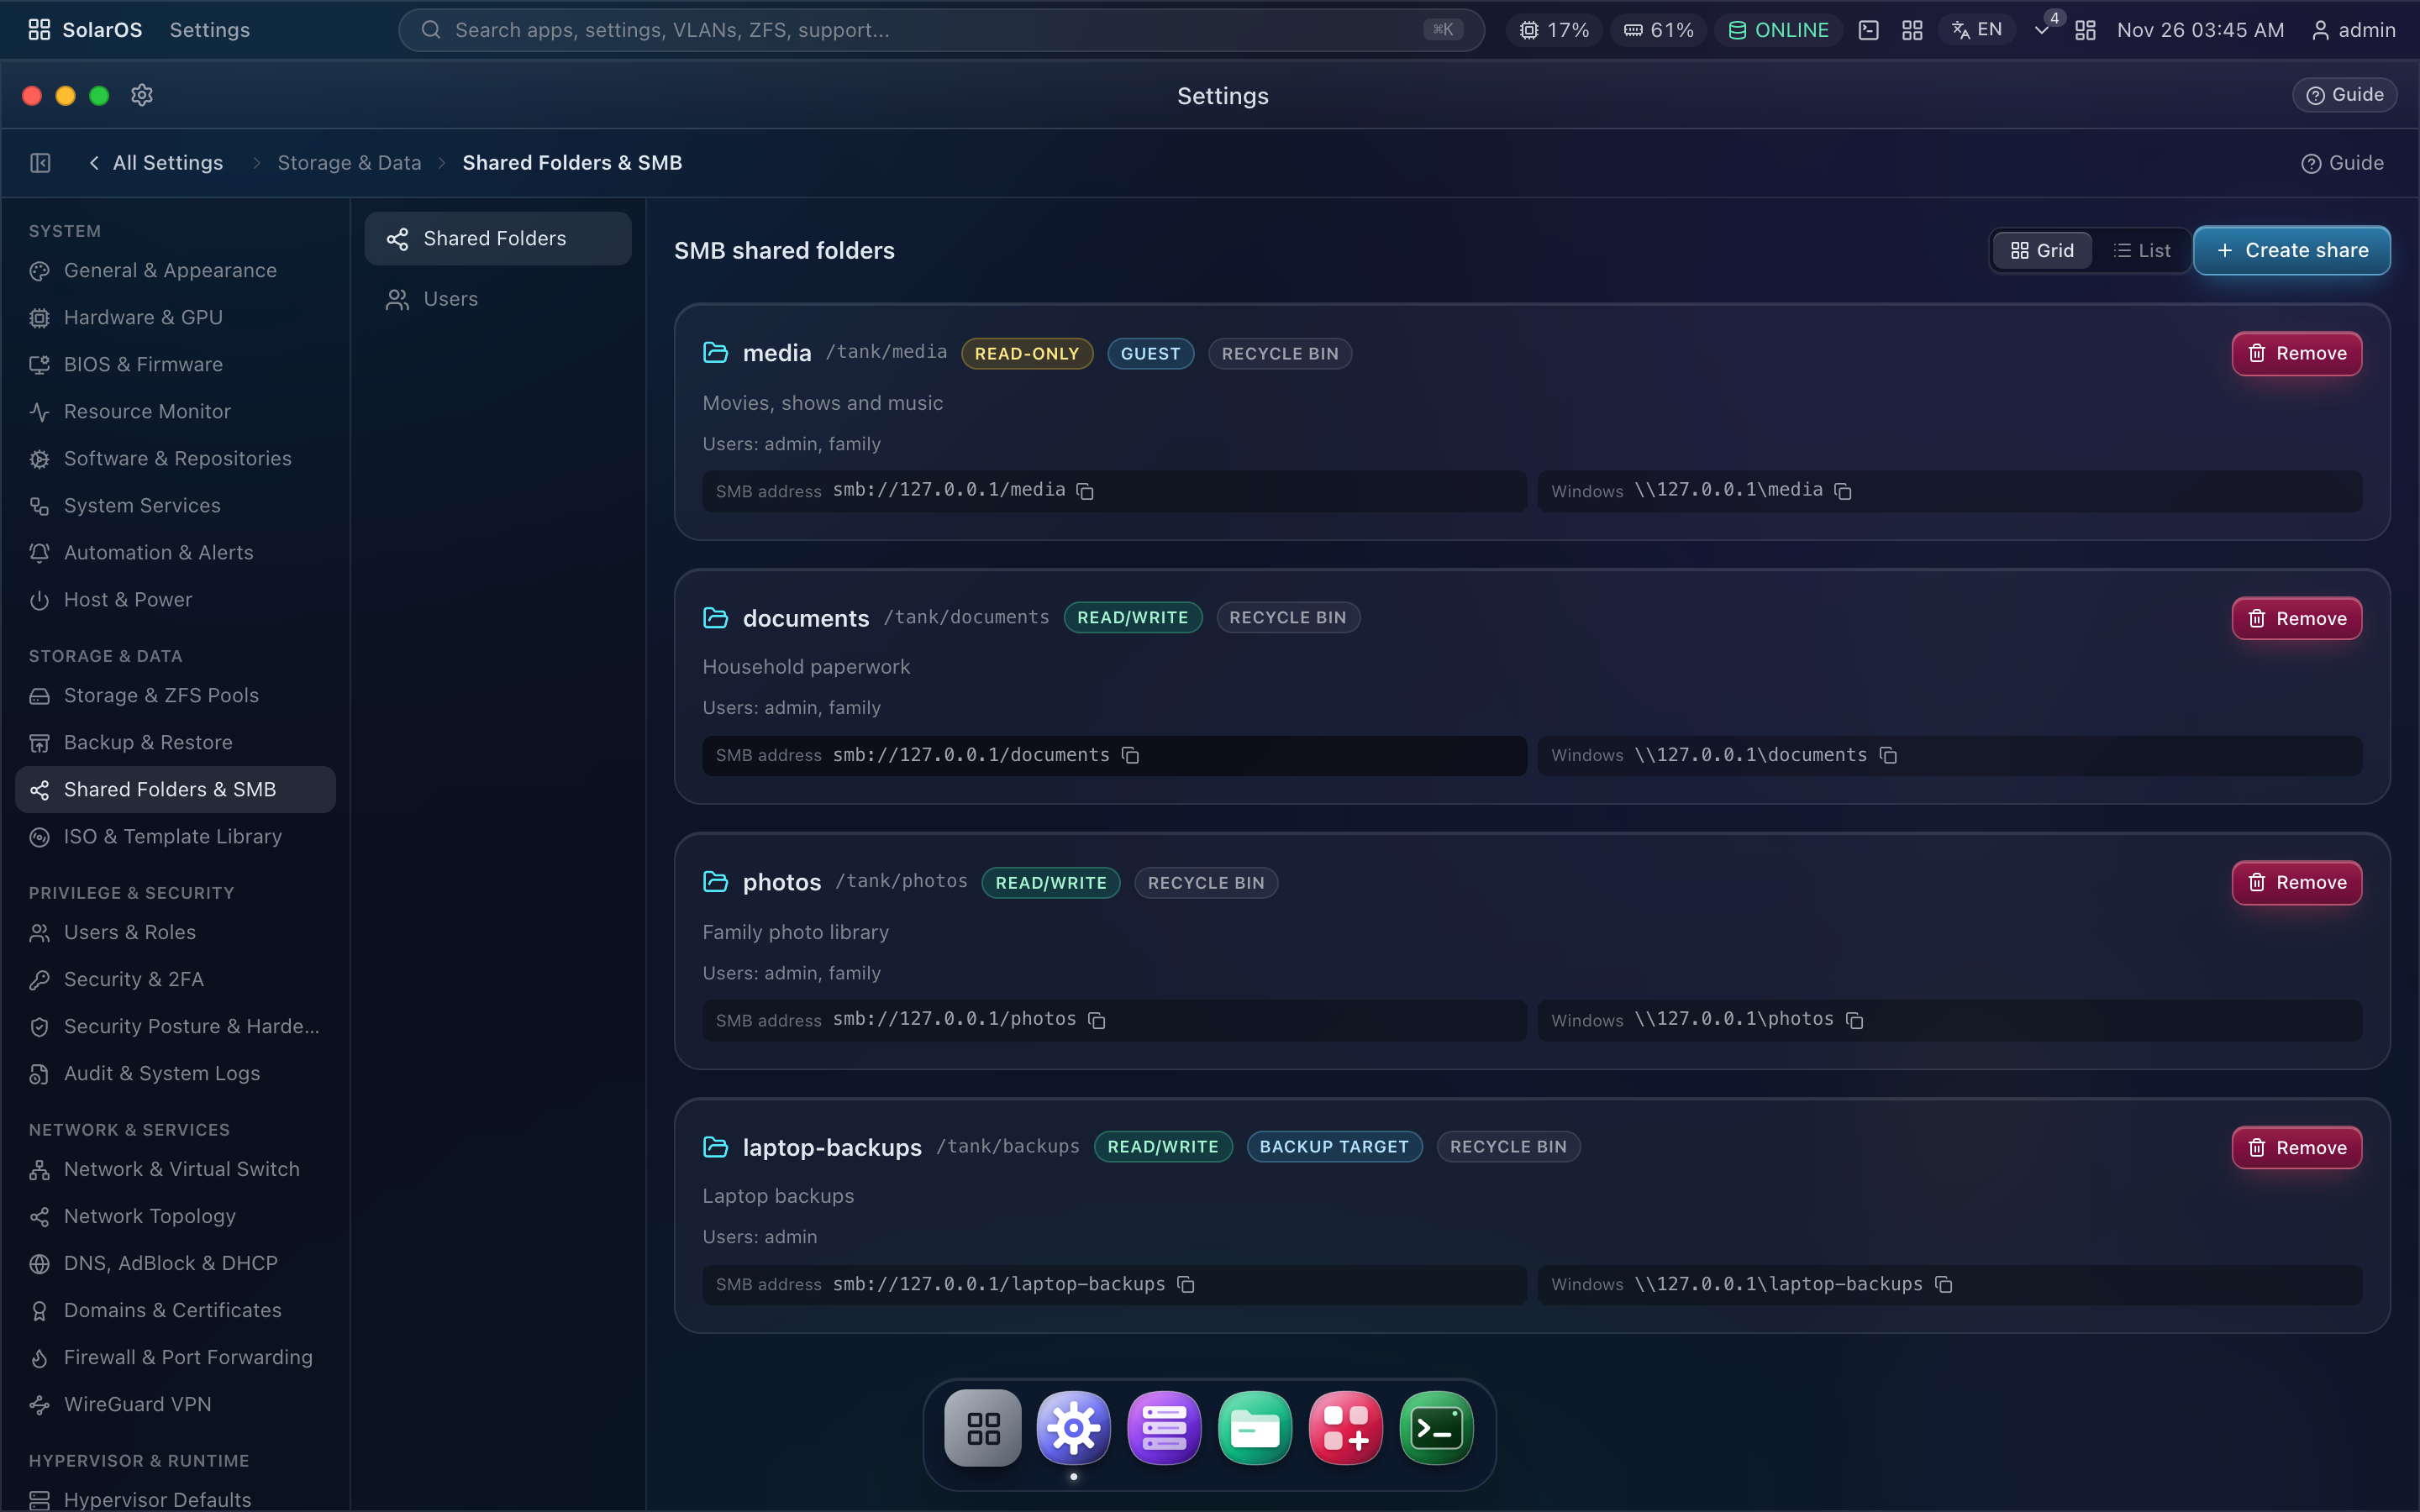 SolarOS Settings Search apps, settings, VLANs, ZFS, support... ⌘K 17% 61% ONLINE EN 4 Nov 26 03:45 AM admin
Settings Guide
All Settings Storage & Data Shared Folders & SMB Guide
SYSTEM
General & Appearance
Hardware & GPU
BIOS & Firmware
Resource Monitor
Software & Repositories
System Services
Automation & Alerts
Host & Power
STORAGE & DATA
Storage & ZFS Pools
Backup & Restore
Shared Folders & SMB
ISO & Template Library
PRIVILEGE & SECURITY
Users & Roles
Security & 2FA
Security Posture & Harde...
Audit & System Logs
NETWORK & SERVICES
Network & Virtual Switch
Network Topology
DNS, AdBlock & DHCP
Domains & Certificates
Firewall & Port Forwarding
WireGuard VPN
HYPERVISOR & RUNTIME
Hypervisor Defaults
Shared Folders
Users
SMB shared folders Grid List + Create share
media /tank/media READ-ONLY GUEST RECYCLE BIN Remove
Movies, shows and music
Users: admin, family
SMB address smb://127.0.0.1/media Windows \\127.0.0.1\media
documents /tank/documents READ/WRITE RECYCLE BIN Remove
Household paperwork
Users: admin, family
SMB address smb://127.0.0.1/documents Windows \\127.0.0.1\documents
photos /tank/photos READ/WRITE RECYCLE BIN Remove
Family photo library
Users: admin, family
SMB address smb://127.0.0.1/photos Windows \\127.0.0.1\photos
laptop-backups /tank/backups READ/WRITE BACKUP TARGET RECYCLE BIN Remove
Laptop backups
Users: admin
SMB address smb://127.0.0.1/laptop-backups Windows \\127.0.0.1\laptop-backups